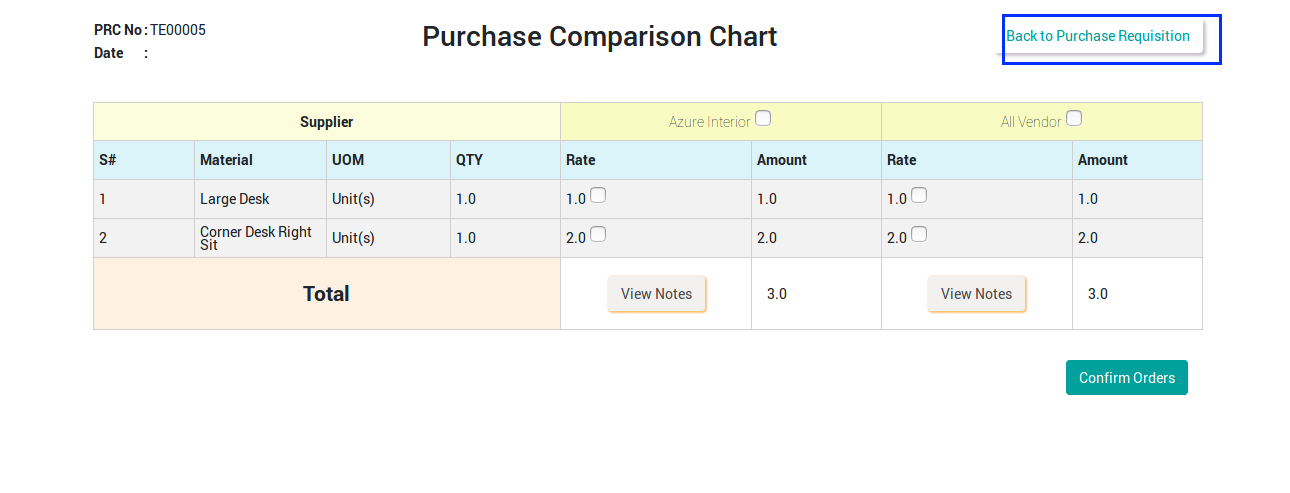 PRC No : TE00005
Date :
Purchase Comparison Chart
Back to Purchase Requisition
Supplier Azure Interior All Vendor
S# Material UOM QTY Rate Amount Rate Amount
1 Large Desk Unit(s) 1.0 1.0 1.0 1.0 1.0
2 Corner Desk Right Unit(s) 1.0 2.0 2.0 2.0 2.0
Sit
Total View Notes 3.0 View Notes 3.0
Confirm Orders